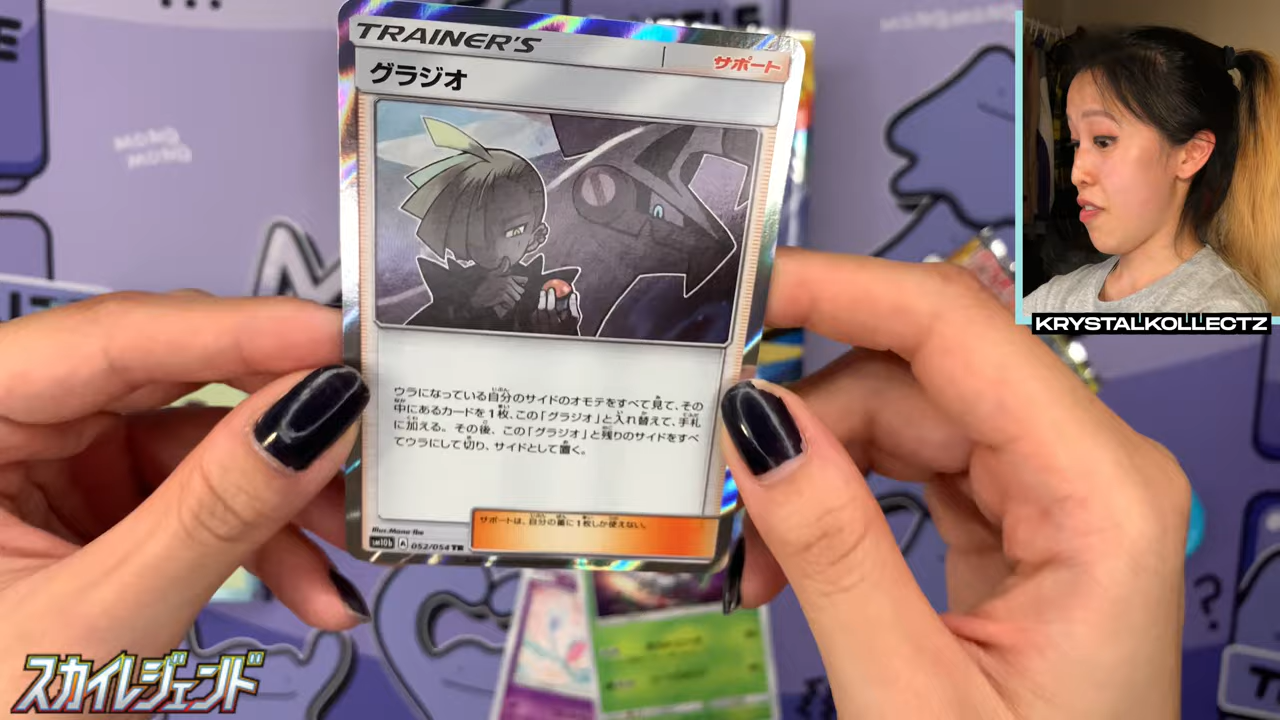 TRAINER'S
サポート
グラジオ
ウラになっている自分のサイドのオモテをすべて見て、その
中にあるカードを1枚、この「グラジオ」と入れ替えて、手札
に加える。その後、この「グラジオ」と残りのサイドをすべ
てウラにして切り、サイドとして置く。
サポートは、自分の番に1枚しか使えない。
Illus. Mana Ibe
SM10b A 052/054 TR
KRYSTALKOLLECTZ
スカイレジェンド